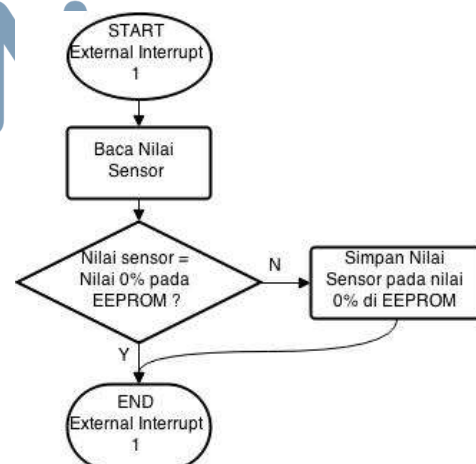 START
External Interrupt
1
Baca Nilai
Sensor
Nilai sensor =
Nilai 0% pada
EEPROM ?
N
Simpan Nilai
Sensor pada nilai
0% di EEPROM
Y
END
External Interrupt
1